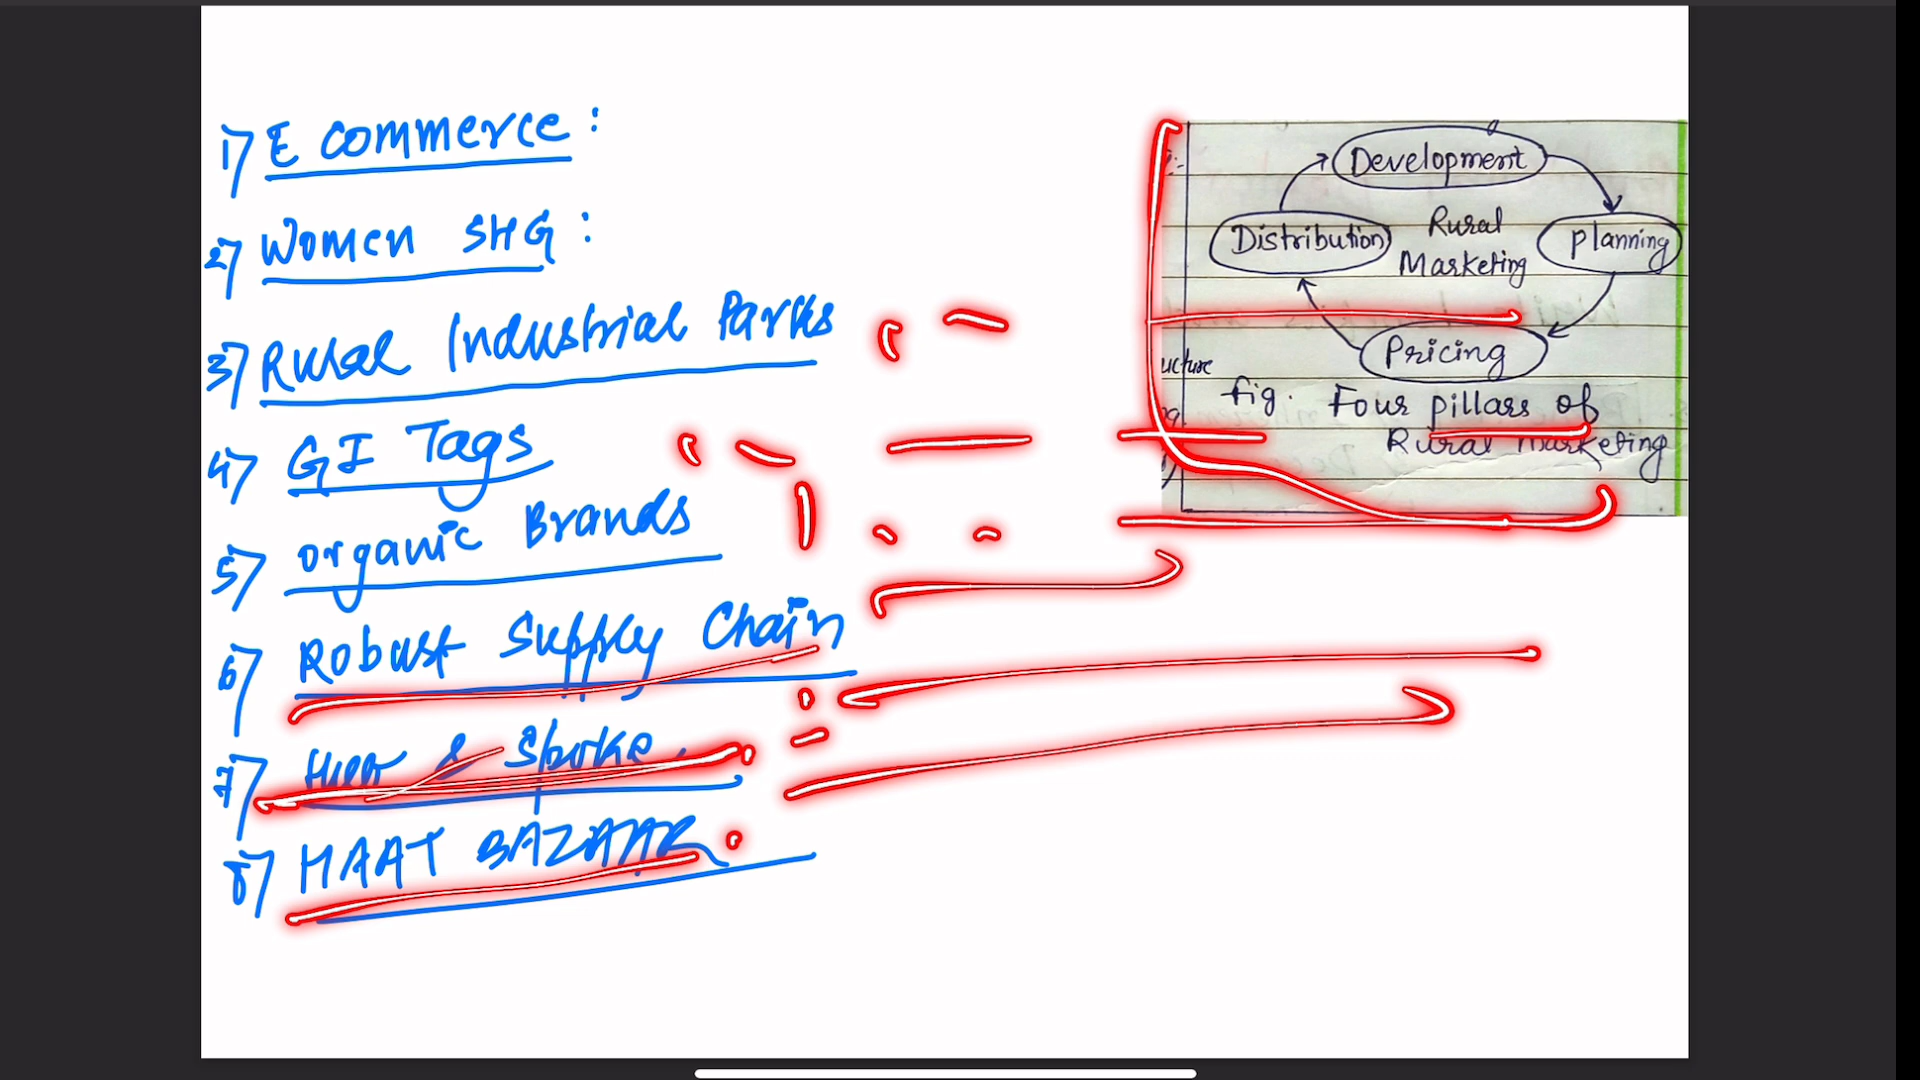 1) E commerce :
2) Women SHG :
3) Rural Industrial Parks
4) GI Tags
5) organic Brands
6) Robust Supply Chain
7) & Spoke
8) HAAT BAZAAR
Development
Distribution
Rural
Marketing
planning
Pricing
ucture
fig. Four pillars of
Rural marketing